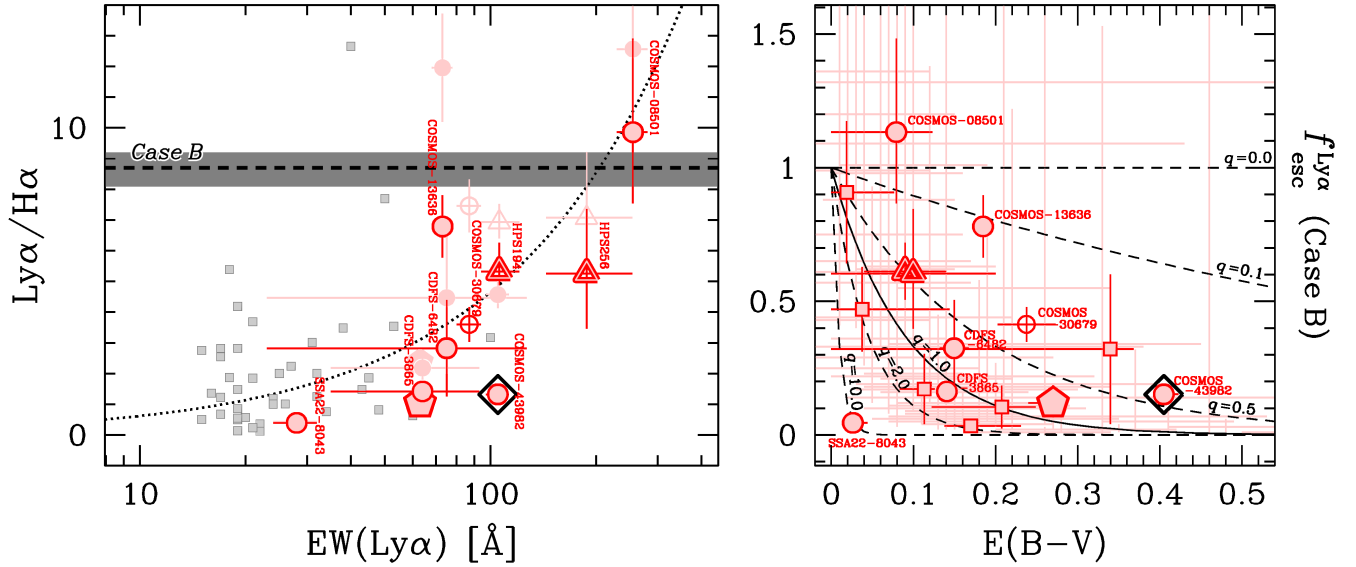 Lyα/Hα
10
0
Case B
COSMOS-08501
COSMOS-13636
HPS194
HPS256
COSMOS-30679
CDFS-6482
CDFS-3865
COSMOS-43982
SSA22-8043
10
100
EW(Lyα) [Å]
1.5
1
0.5
0
COSMOS-08501
q=0.0
COSMOS-13636
q=0.1
COSMOS
-30679
CDFS
-6482
q=1.0
CDFS
-3865
q=2.0
COSMOS
-43982
q=10.0
q=0.5
SSA22-8043
0
0.1
0.2
0.3
0.4
0.5
E(B−V)
f esc Lyα (Case B)